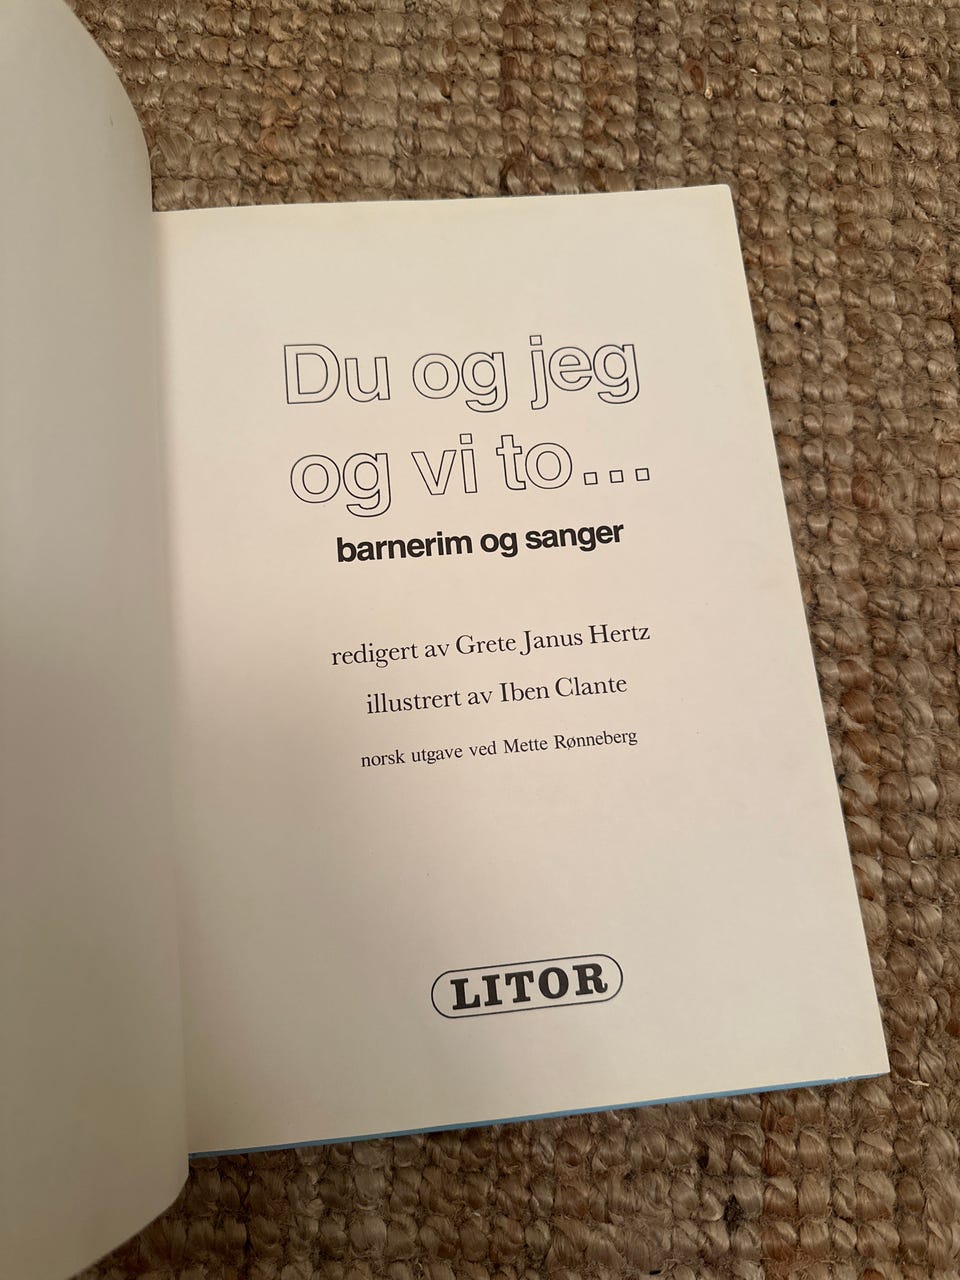 Du og jeg
og vi to...
barnerim og sanger
redigert av Grete Janus Hertz
illustrert av Iben Clante
norsk utgave ved Mette Rønneberg
LITOR